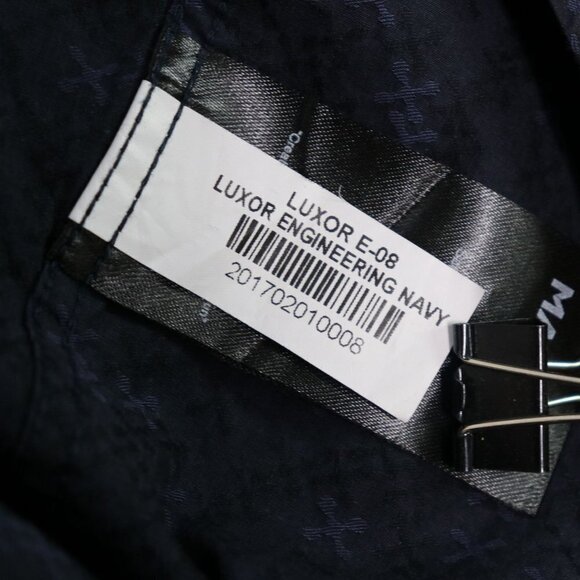 LUXOR E-08
LUXOR ENGINEERING NAVY
201702010008